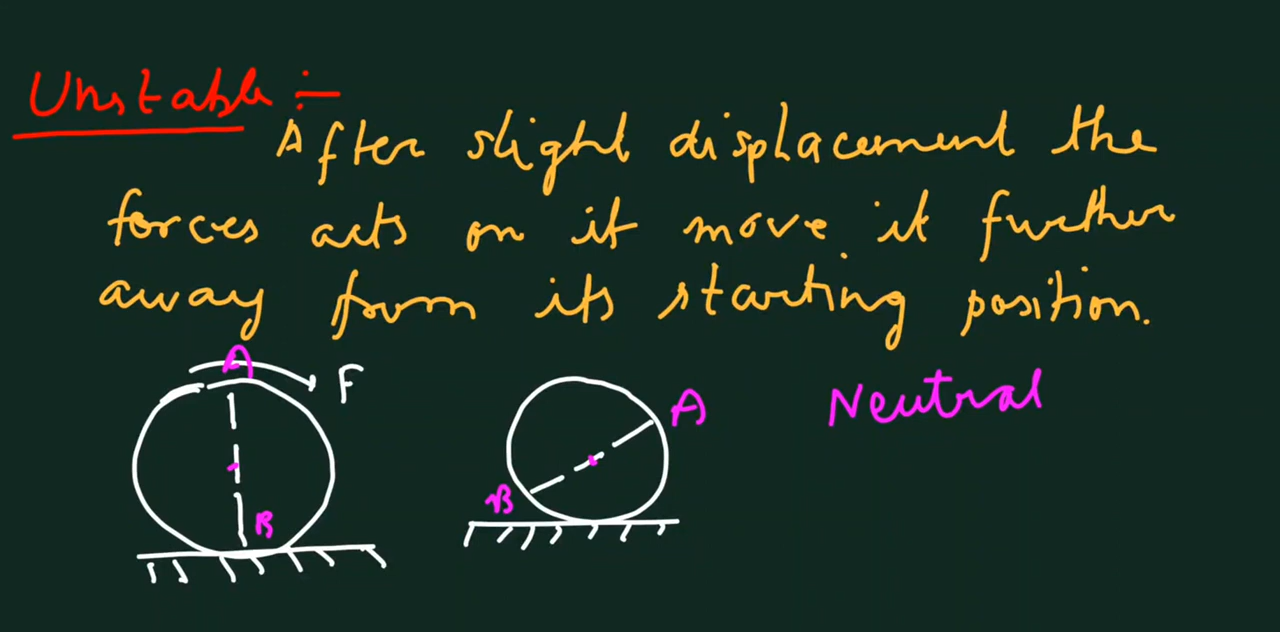 Unstable :-
After slight displacement the
forces acts on it move it further
away from its starting position.
A F
B
A
B
Neutral